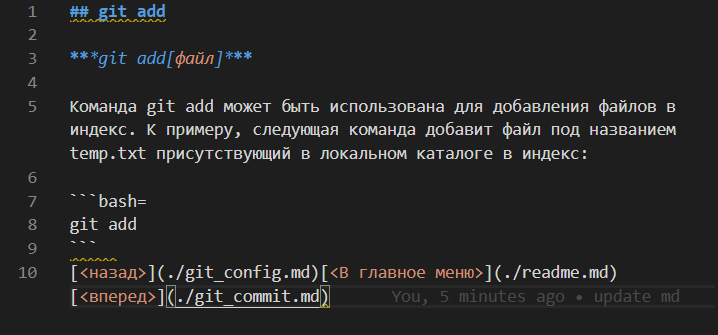 1 ## git add
2
3 ***git add[файл]***
4
5 Команда git add может быть использована для добавления файлов в
индекс. К примеру, следующая команда добавит файл под названием
temp.txt присутствующий в локальном каталоге в индекс:
6
7 ```bash=
8 git add
9 ```
10 [<назад>](./git_config.md)[<В главное меню>](./readme.md)
[<вперед>](./git_commit.md) You, 5 minutes ago • update md